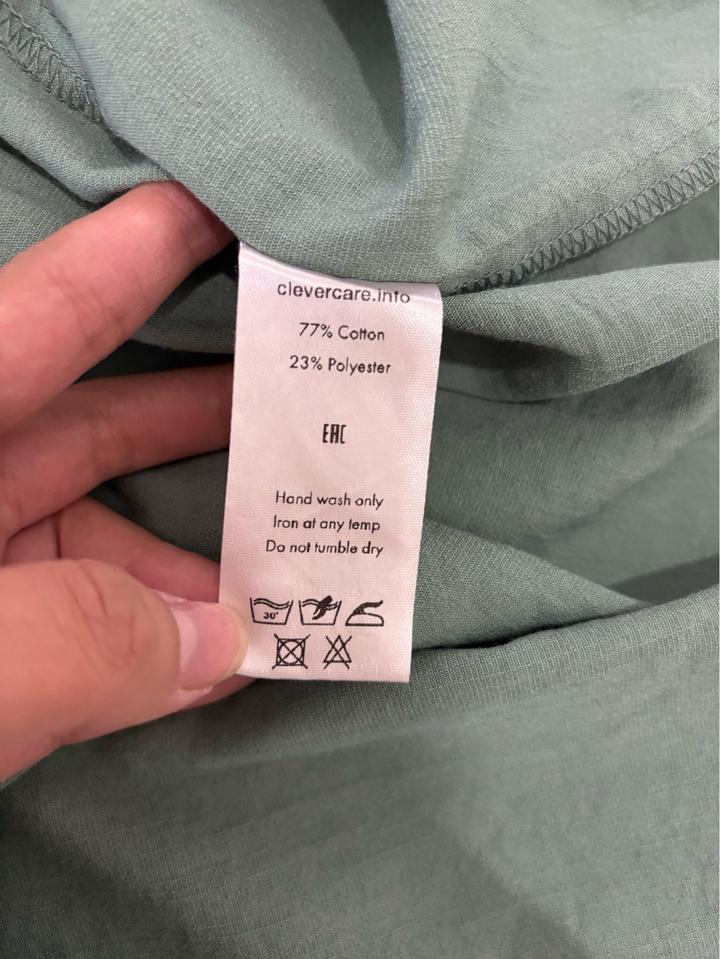 clevercare.info
77% Cotton
23% Polyester
EAC
Hand wash only
Iron at any temp
Do not tumble dry
30°